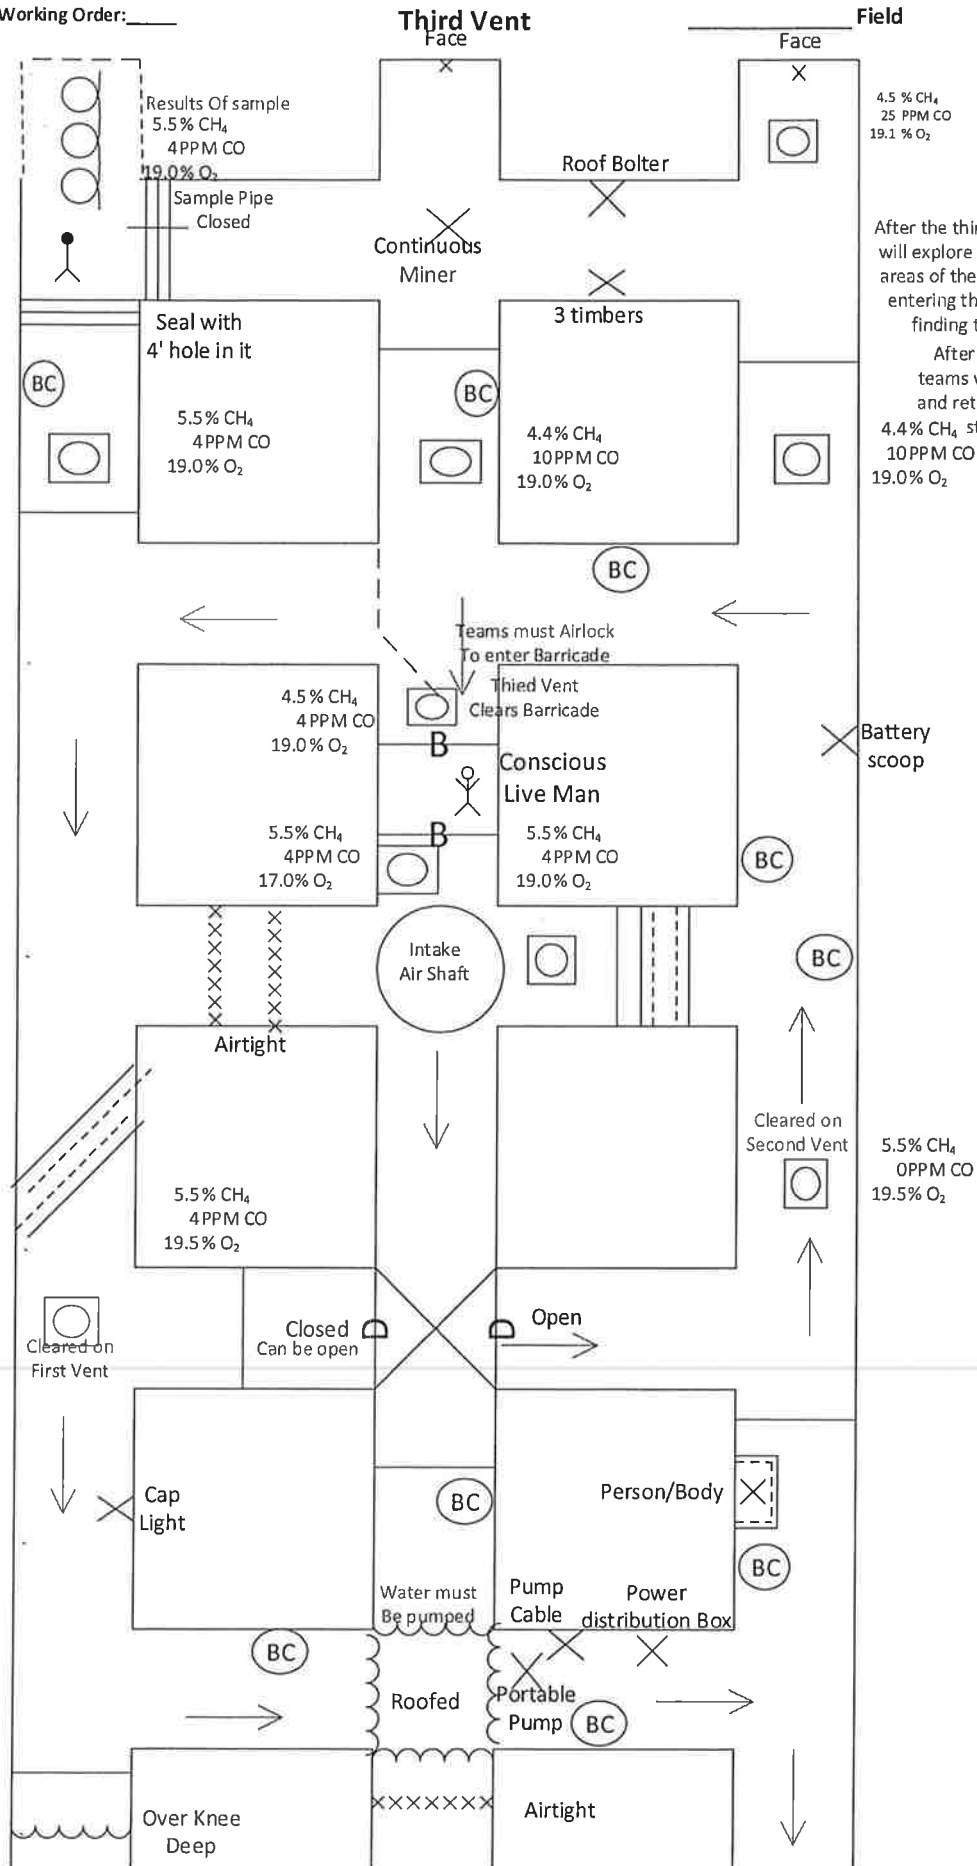 Working Order:_____
Third Vent
Field
Face
Face
Results Of sample
5.5% CH₄
4PPM CO
19.0% O₂
4.5 % CH₄
25 PPM CO
19.1 % O₂
Roof Bolter
Sample Pipe
Closed
Continuous
Miner
After the thir
will explore
areas of the
entering th
finding t
After
teams v
and ret
Seal with
4' hole in it
3 timbers
BC
BC
5.5% CH₄
4PPM CO
19.0% O₂
4.4% CH₄
10PPM CO
19.0% O₂
4.4% CH₄ st
10PPM CO
19.0% O₂
BC
Teams must Airlock
To enter Barricade
Thied Vent
Clears Barricade
4.5% CH₄
4PPM CO
19.0% O₂
B
Conscious
Live Man
B
Battery
scoop
5.5% CH₄
4PPM CO
17.0% O₂
5.5% CH₄
4PPM CO
19.0% O₂
BC
BC
Intake
Air Shaft
Airtight
Cleared on
Second Vent
5.5% CH₄
0PPM CO
19.5% O₂
5.5% CH₄
4PPM CO
19.5% O₂
Closed
Can be open
D
D
Open
Cleared on
First Vent
Cap
Light
BC
Person/Body
BC
Water must
Be pumped
Pump
Cable
Power
distribution Box
BC
Roofed
Portable
Pump
BC
Over Knee
Deep
Airtight